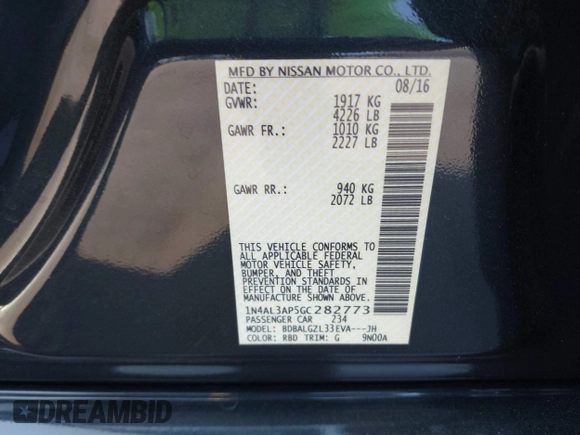 MFD BY NISSAN MOTOR CO., LTD.
DATE: 08/16
GVWR: 1917 KG
4226 LB
GAWR FR.: 1010 KG
2227 LB
GAWR RR.: 940 KG
2072 LB
THIS VEHICLE CONFORMS TO
ALL APPLICABLE FEDERAL
MOTOR VEHICLE SAFETY,
BUMPER, AND THEFT
PREVENTION STANDARDS IN
EFFECT ON THE DATE OF
MANUFACTURE SHOWN ABOVE.
1N4AL3AP5GC282773
PASSENGER CAR 234
MODEL: BDBALGZL33EVA---JH
COLOR: RBD TRIM: G 9N00A
DREAMBID